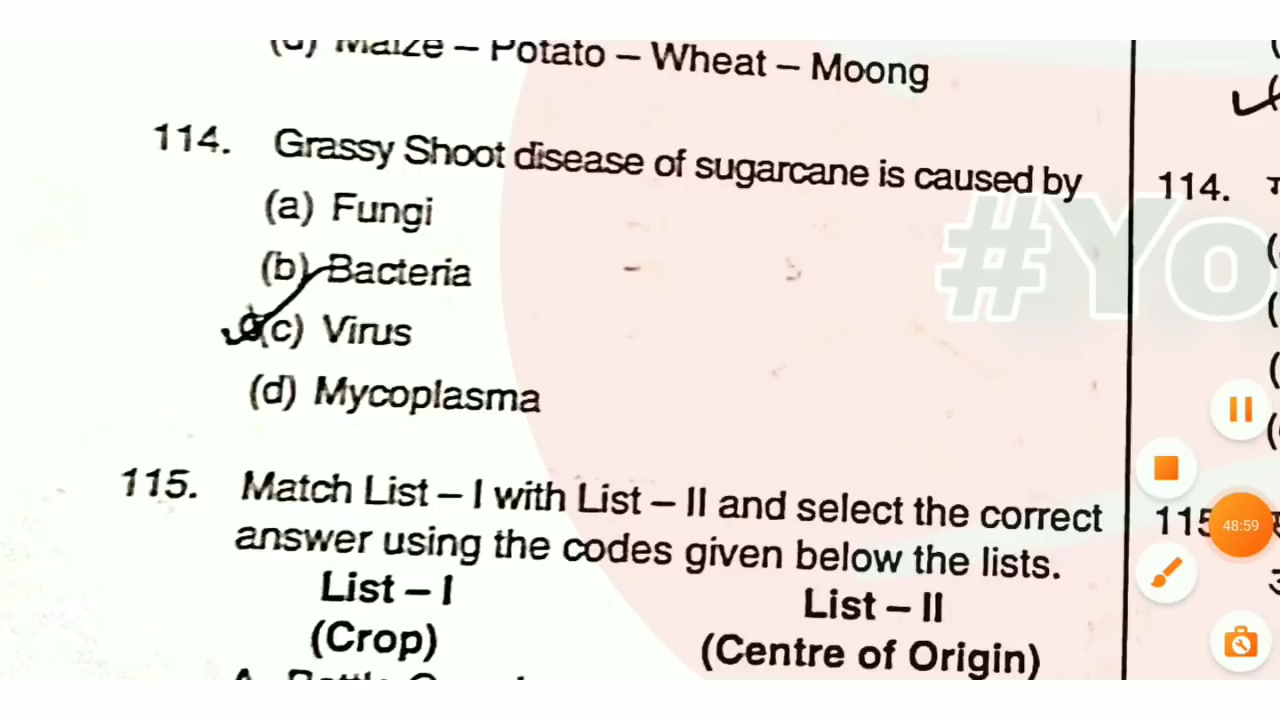 Maize – Potato – Wheat – Moong
114. Grassy Shoot disease of sugarcane is caused by
(a) Fungi
(b) Bacteria
(c) Virus
(d) Mycoplasma
115. Match List – I with List – II and select the correct
answer using the codes given below the lists.
List – I
List – II
(Crop)
(Centre of Origin)
114.
115
#Yo
48:59